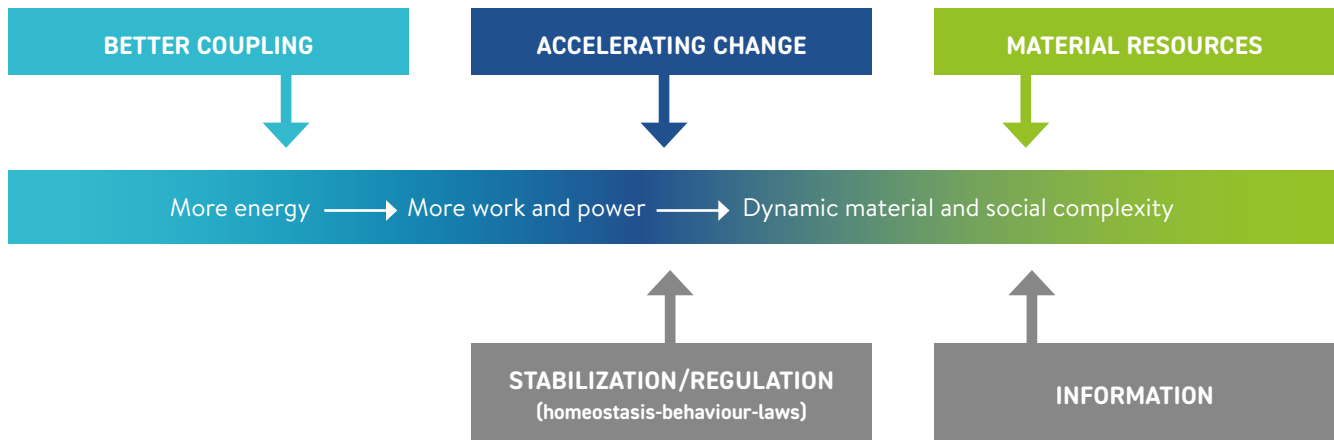 BETTER COUPLING
ACCELERATING CHANGE
MATERIAL RESOURCES
More energy → More work and power → Dynamic material and social complexity
STABILIZATION/REGULATION
(homeostasis-behaviour-laws)
INFORMATION